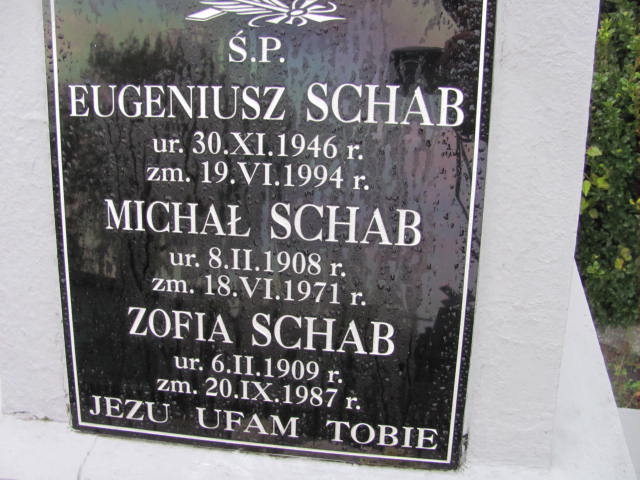 Ś.P.
EUGENIUSZ SCHAB
ur. 30.XI.1946 r.
zm. 19.VI.1994 r.
MICHAŁ SCHAB
ur. 8.II.1908 r.
zm. 18.VI.1971 r.
ZOFIA SCHAB
ur. 6.II.1909 r.
zm. 20.IX.1987 r.
JEZU UFAM TOBIE